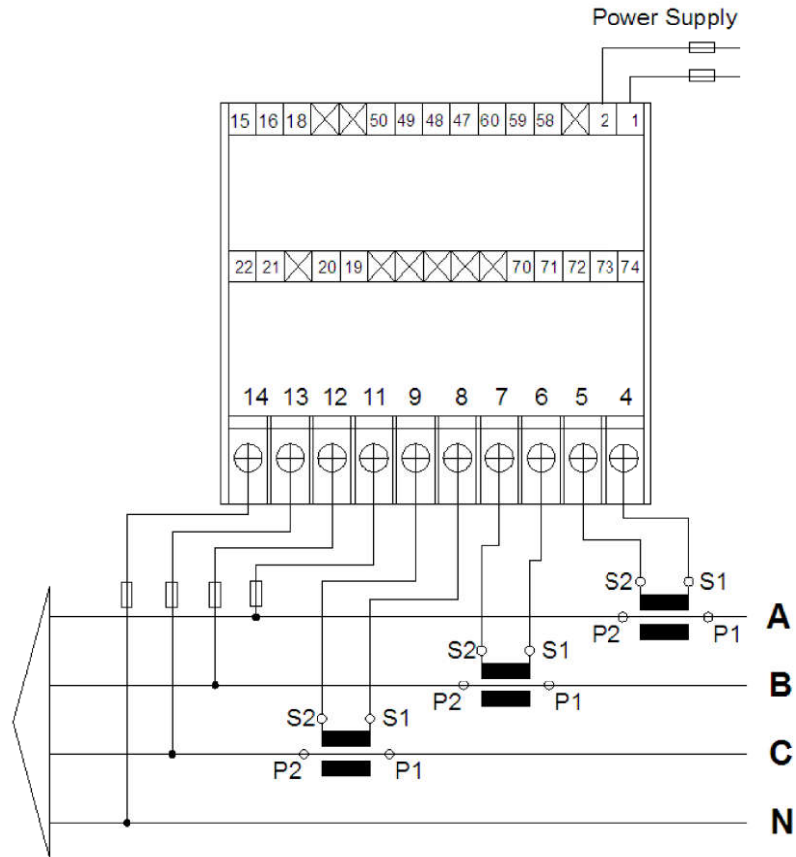 Power Supply
15 16 18 50 49 48 47 60 59 58 2 1
22 21 20 19 70 71 72 73 74
14 13 12 11 9 8 7 6 5 4
S2 S1
P2 P1 A
S2 S1
P2 P1 B
S2 S1
P2 P1 C
N